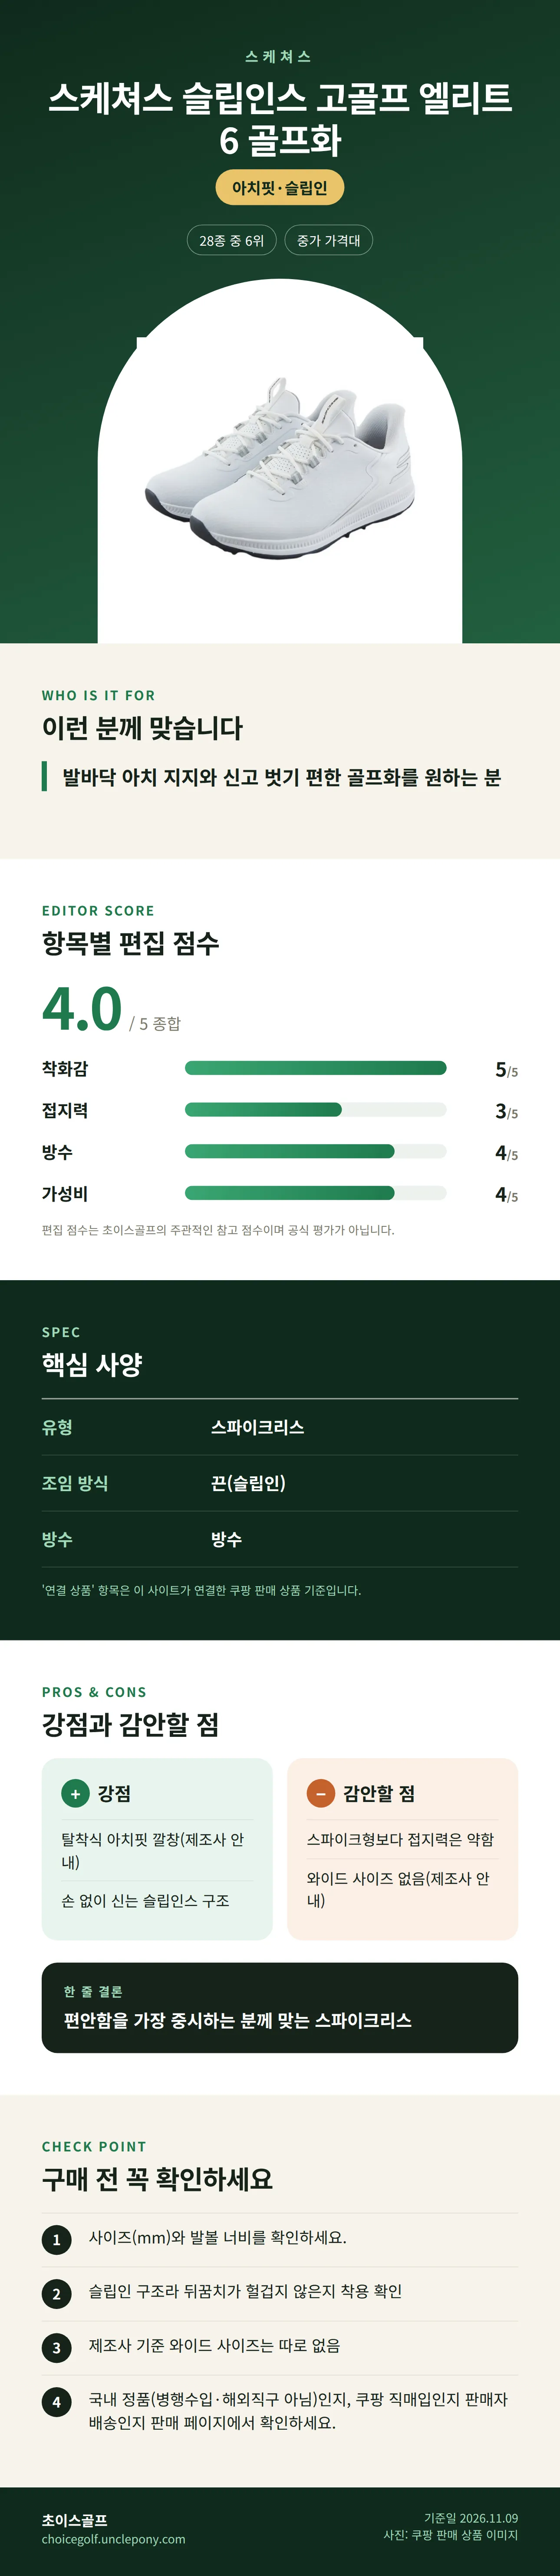 스케쳐스
스케쳐스 슬립인스 고골프 엘리트
6 골프화
아치핏·슬립인
28종 중 6위
중가 가격대
WHO IS IT FOR
이런 분께 맞습니다
발바닥 아치 지지와 신고 벗기 편한 골프화를 원하는 분
EDITOR SCORE
항목별 편집 점수
4.0 / 5 종합
착화감 5/5
접지력 3/5
방수 4/5
가성비 4/5
편집 점수는 초이스골프의 주관적인 참고 점수이며 공식 평가가 아닙니다.
SPEC
핵심 사양
유형 스파이크리스
조임 방식 끈(슬립인)
방수 방수
'연결 상품' 항목은 이 사이트가 연결한 쿠팡 판매 상품 기준입니다.
PROS & CONS
강점과 감안할 점
+ 강점
탈착식 아치핏 깔창(제조사 안
내)
손 없이 신는 슬립인스 구조
− 감안할 점
스파이크형보다 접지력은 약함
와이드 사이즈 없음(제조사 안
내)
한 줄 결론
편안함을 가장 중시하는 분께 맞는 스파이크리스
CHECK POINT
구매 전 꼭 확인하세요
1 사이즈(mm)와 발볼 너비를 확인하세요.
2 슬립인 구조라 뒤꿈치가 헐겁지 않은지 착용 확인
3 제조사 기준 와이드 사이즈는 따로 없음
4 국내 정품(병행수입·해외직구 아님)인지, 쿠팡 직매입인지 판매자
배송인지 판매 페이지에서 확인하세요.
초이스골프
choicegolf.unclepony.com
기준일 2026.11.09
사진: 쿠팡 판매 상품 이미지